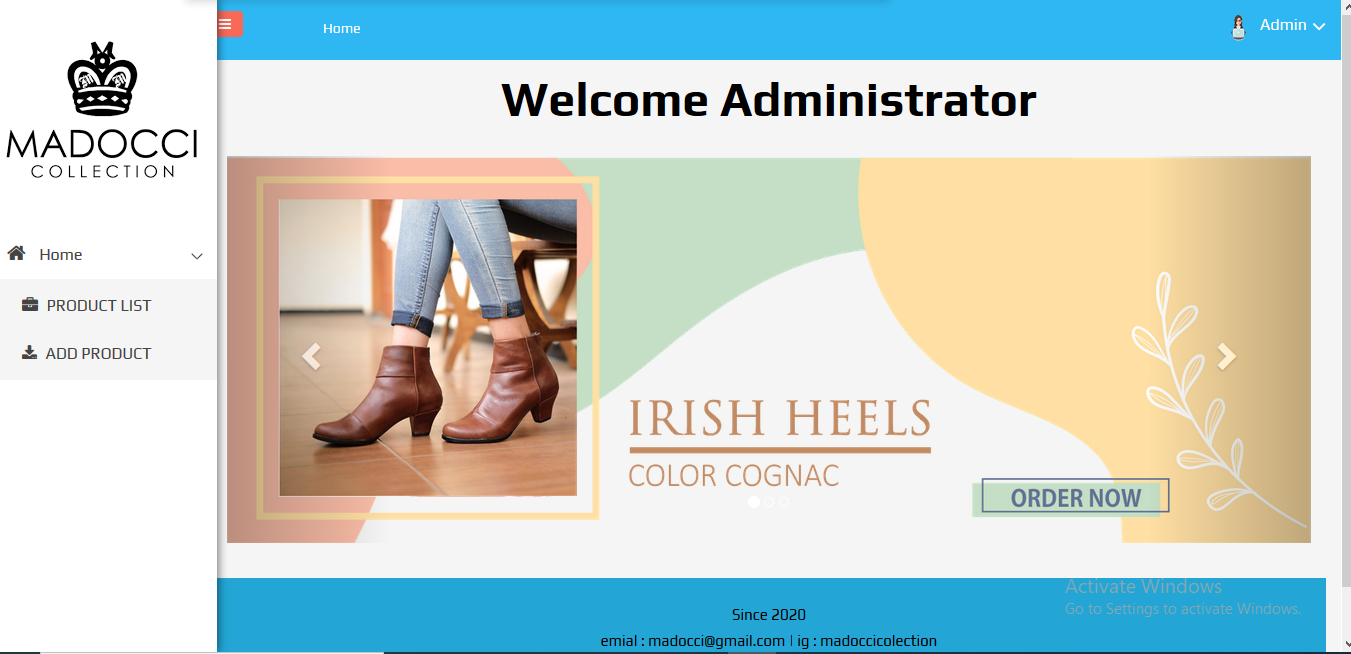 Home
Admin
MADOCCI
COLLECTION
Home
PRODUCT LIST
ADD PRODUCT
Welcome Administrator
IRISH HEELS
COLOR COGNAC
ORDER NOW
Activate Windows
Go to Settings to activate Windows.
Since 2020
emial : madocci@gmail.com | ig : madoccicolection